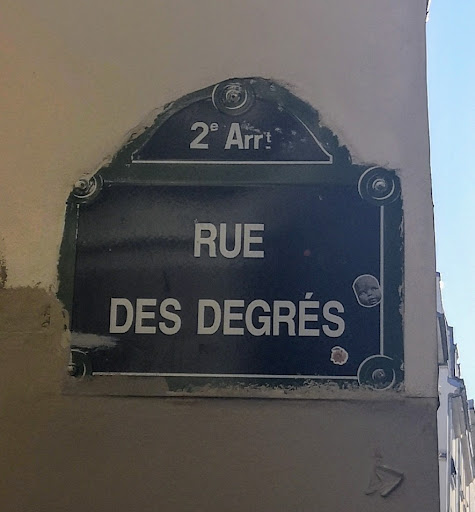 2e Arrt
RUE
DES DEGRÉS